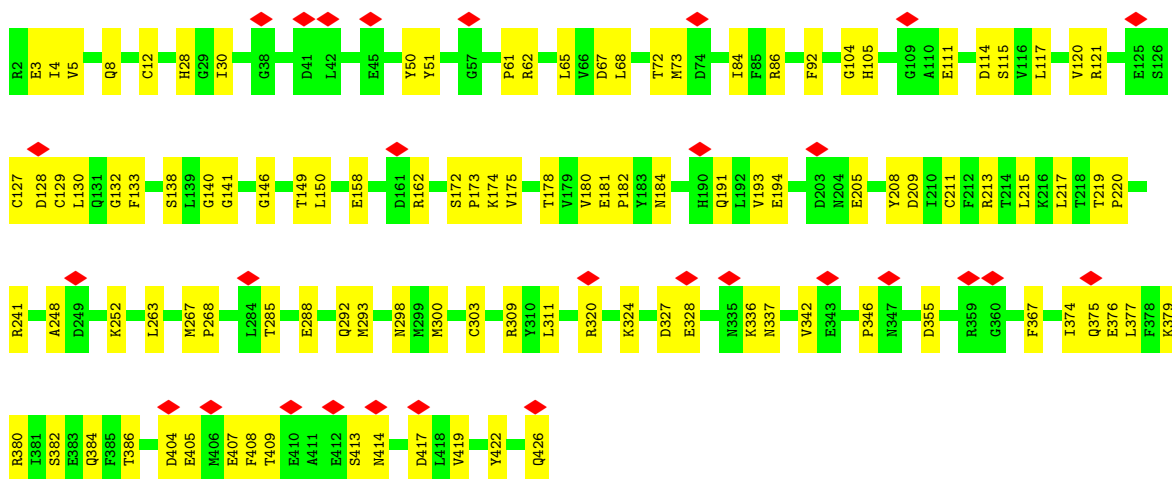 R2 E3 I4 V5 Q8 C12 H28 G29 I30 G38 D41 L42 E45 Y50 Y51 G57 P61 R62 L65 V66 D67 L68 T72 M73 D74 I84 F85 R86 F92 G104 H105 G109 A110 E111 D114 S115 V116 L117 V120 R121 E125 S126
C127 D128 C129 L130 Q131 G132 F133 S138 L139 G140 G141 G146 T149 L150 E158 D161 R162 S172 P173 K174 V175 T178 V179 V180 E181 P182 Y183 N184 H190 Q191 L192 V193 E194 D203 N204 E205 Y208 D209 I210 C211 F212 R213 T214 L215 K216 L217 T218 T219 P220
R241 A248 D249 K252 L263 M267 P268 L284 T285 E288 Q292 M293 N298 M299 M300 C303 R309 Y310 L311 R320 K324 D327 E328 N335 K336 N337 V342 E343 P346 N347 D355 R359 G360 F367 I374 Q375 E376 L377 F378 K379
R380 I381 S382 E383 Q384 F385 T386 D404 E405 M406 E407 F408 T409 E410 A411 E412 S413 N414 D417 L418 V419 Y422 Q426